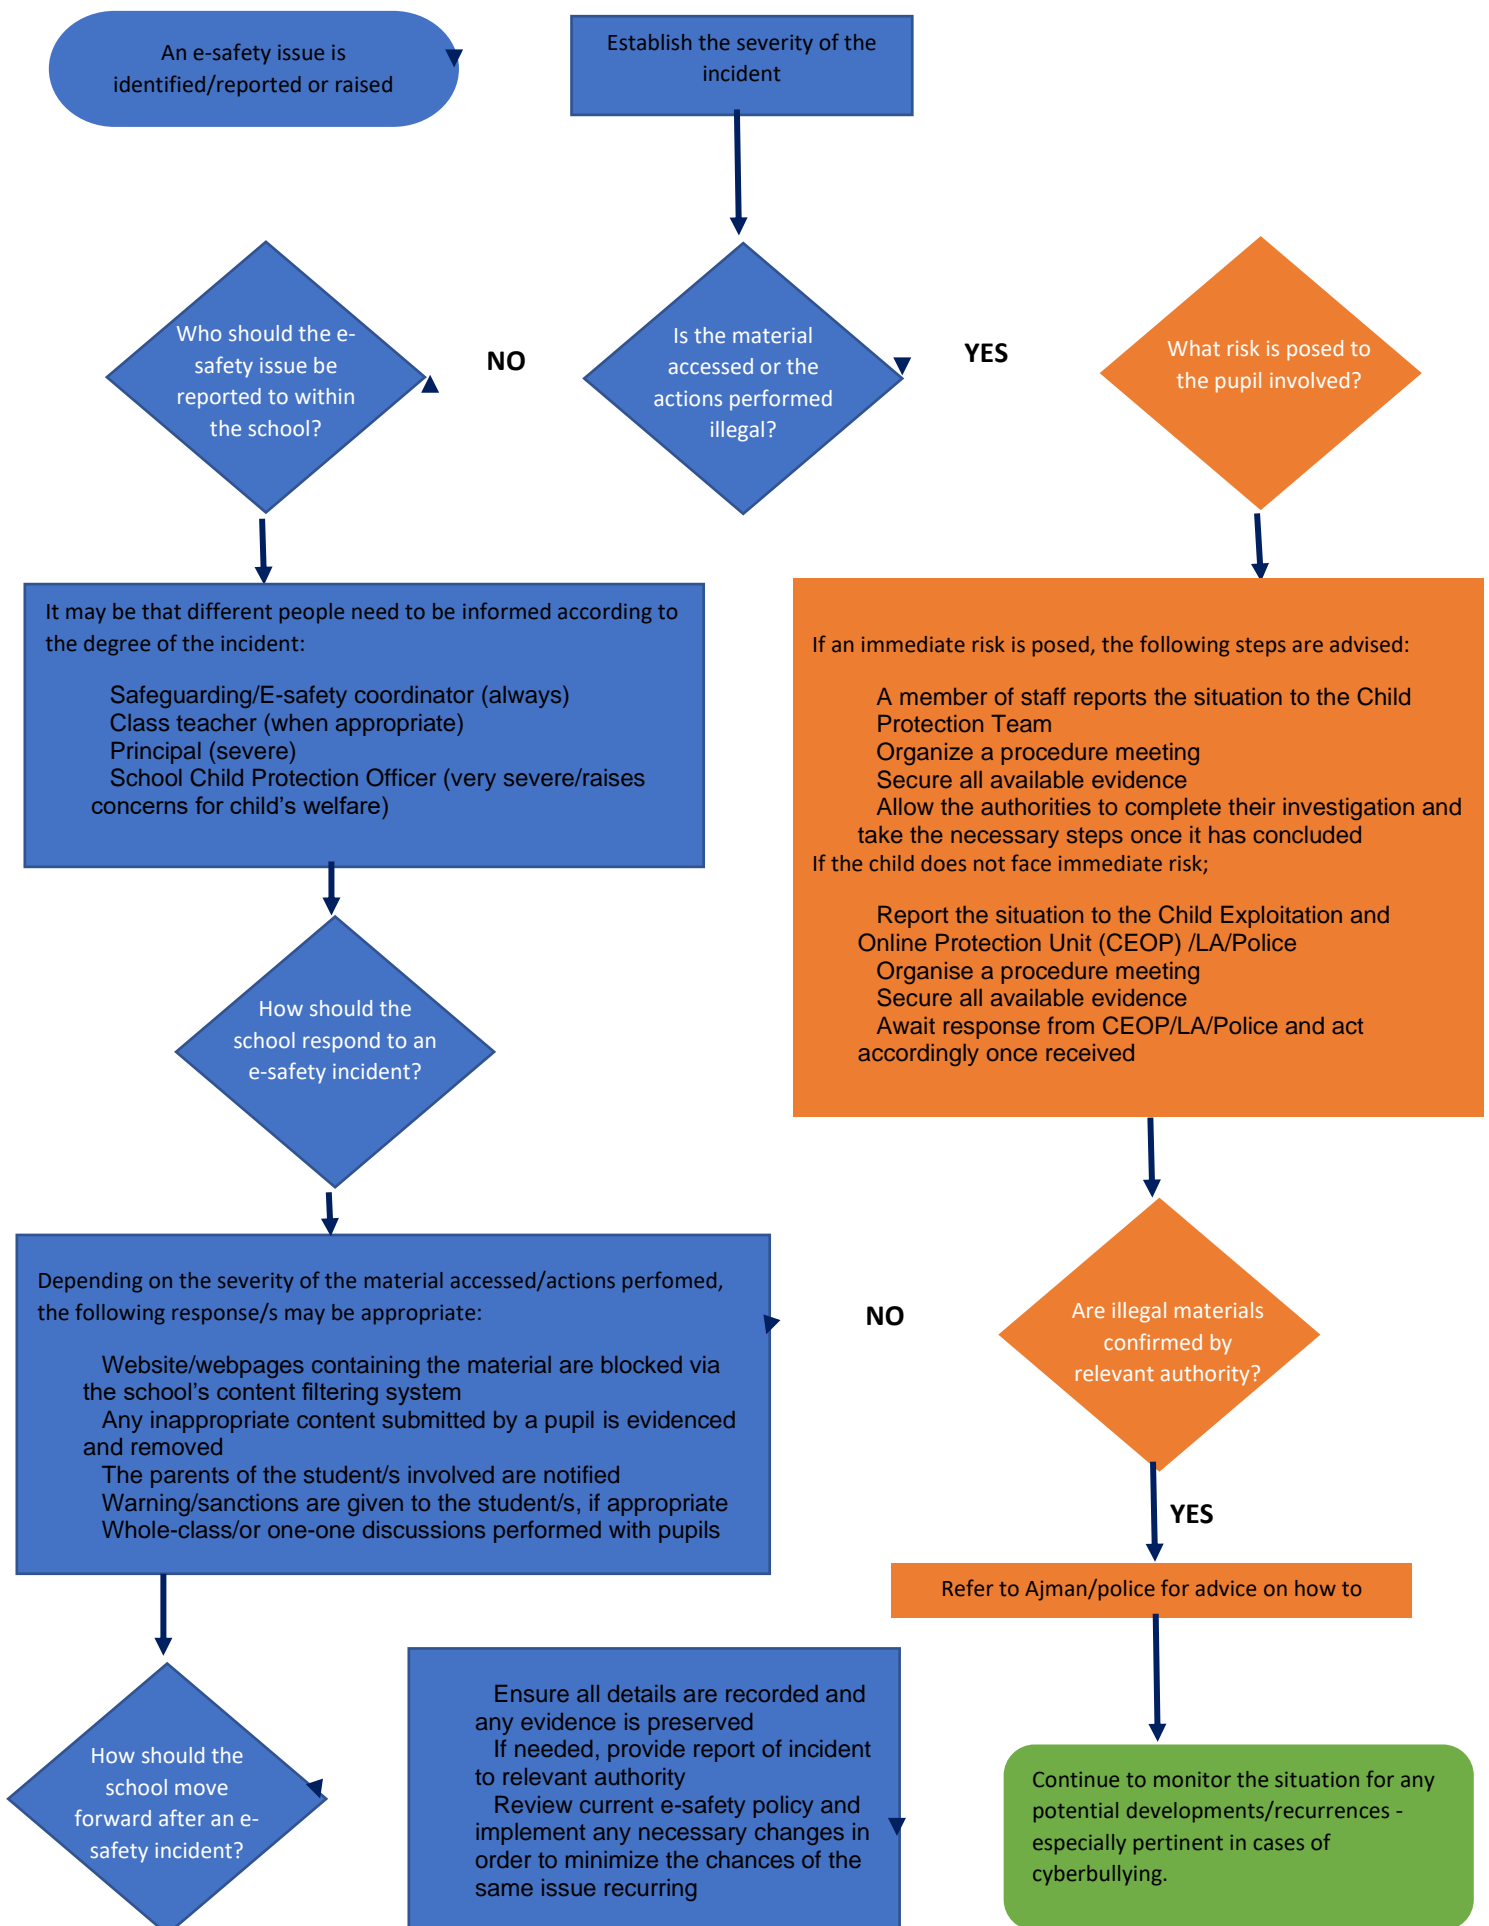 An e-safety issue is
identified/reported or raised
Establish the severity of the
incident
Who should the e-
safety issue be
reported to within
the school?
NO
Is the material
accessed or the
actions performed
illegal?
YES
What risk is posed to
the pupil involved?
It may be that different people need to be informed according to
the degree of the incident:
Safeguarding/E-safety coordinator (always)
Class teacher (when appropriate)
Principal (severe)
School Child Protection Officer (very severe/raises
concerns for child's welfare)
If an immediate risk is posed, the following steps are advised:
A member of staff reports the situation to the Child
Protection Team
Organize a procedure meeting
Secure all available evidence
Allow the authorities to complete their investigation and
take the necessary steps once it has concluded
If the child does not face immediate risk;
Report the situation to the Child Exploitation and
Online Protection Unit (CEOP) /LA/Police
Organise a procedure meeting
Secure all available evidence
Await response from CEOP/LA/Police and act
accordingly once received
How should the
school respond to an
e-safety incident?
Depending on the severity of the material accessed/actions perfomed,
the following response/s may be appropriate:
Website/webpages containing the material are blocked via
the school's content filtering system
Any inappropriate content submitted by a pupil is evidenced
and removed
The parents of the student/s involved are notified
Warning/sanctions are given to the student/s, if appropriate
Whole-class/or one-one discussions performed with pupils
NO
Are illegal materials
confirmed by
relevant authority?
YES
Refer to Ajman/police for advice on how to
How should the
school move
forward after an e-
safety incident?
Ensure all details are recorded and
any evidence is preserved
If needed, provide report of incident
to relevant authority
Review current e-safety policy and
implement any necessary changes in
order to minimize the chances of the
same issue recurring
Continue to monitor the situation for any
potential developments/recurrences -
especially pertinent in cases of
cyberbullying.